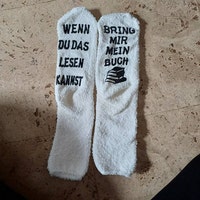 WENN
DU DAS
LESEN
KANNST
BRING
MIR
MEIN
BUCH